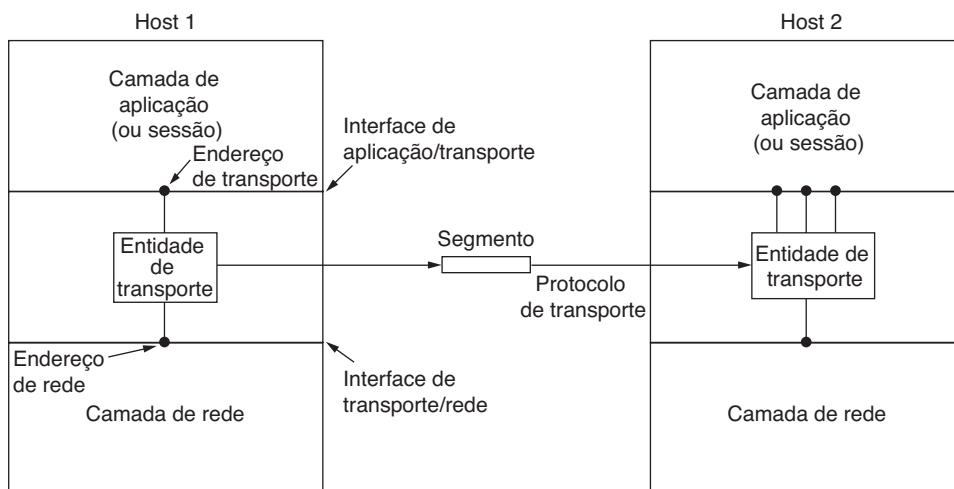 Host 1
Host 2
Camada de
aplicação
(ou sessão)
Endereço
de transporte
Interface de
aplicação/transporte
Camada de
aplicação
(ou sessão)
Entidade
de
transporte
Segmento
Protocolo
de transporte
Entidade de
transporte
Endereço
de rede
Interface de
transporte/rede
Camada de rede
Camada de rede